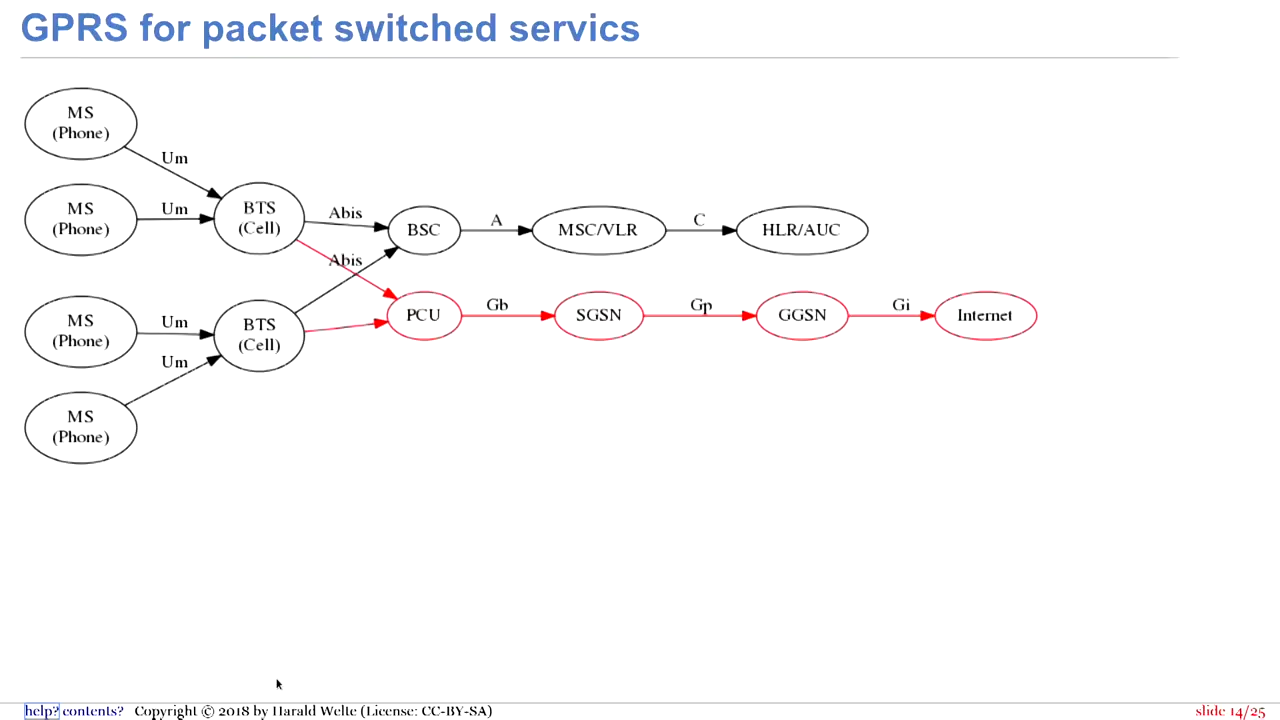 GPRS for packet switched servics
MS
(Phone)
Um
MS
(Phone)
Um
BTS
(Cell)
Abis
BSC
A
MSC/VLR
C
HLR/AUC
Abis
MS
(Phone)
Um
BTS
(Cell)
PCU
Gb
SGSN
Gp
GGSN
Gi
Internet
Um
MS
(Phone)
help? contents? Copyright © 2018 by Harald Welte (License: CC-BY-SA)
slide 14/25